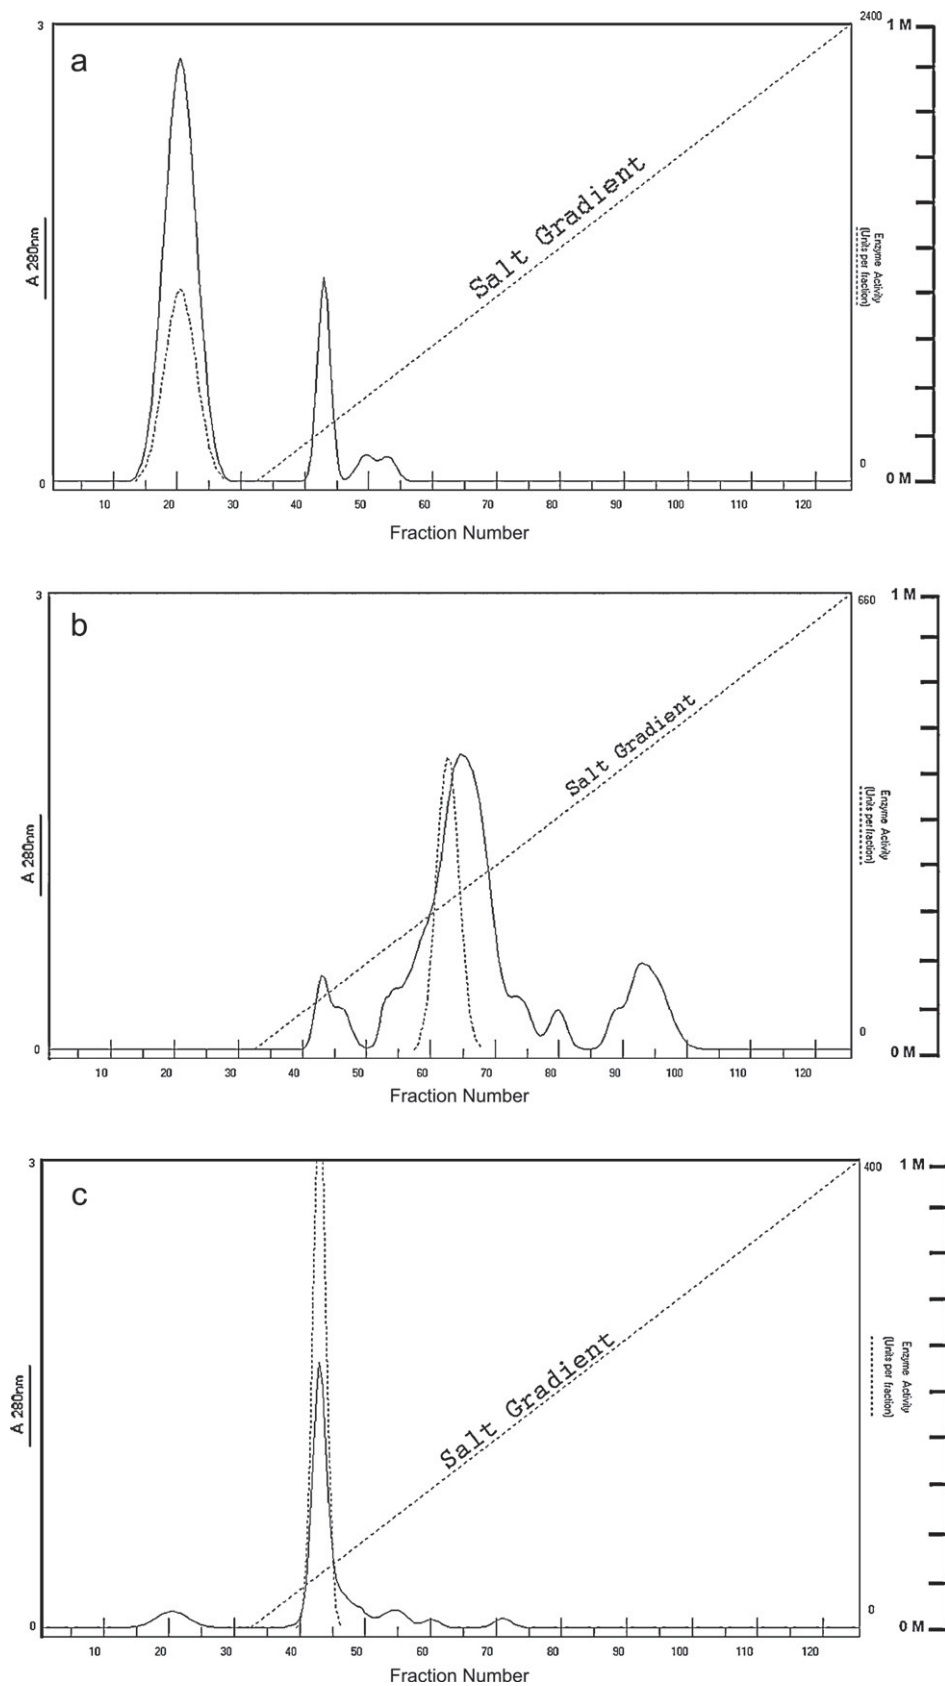 3
2400
1 M
a
Salt Gradient
A 280nm
Enzyme Activity
(Units per fraction)
0
0
0 M
10 20 30 40 50 60 70 80 90 100 110 120
Fraction Number
3
660
1 M
b
Salt Gradient
A 280nm
Enzyme Activity
(Units per fraction)
0
0
0 M
10 20 30 40 50 60 70 80 90 100 110 120
Fraction Number
3
400
1 M
c
Salt Gradient
A 280nm
Enzyme Activity
(Units per fraction)
0
0
0 M
10 20 30 40 50 60 70 80 90 100 110 120
Fraction Number